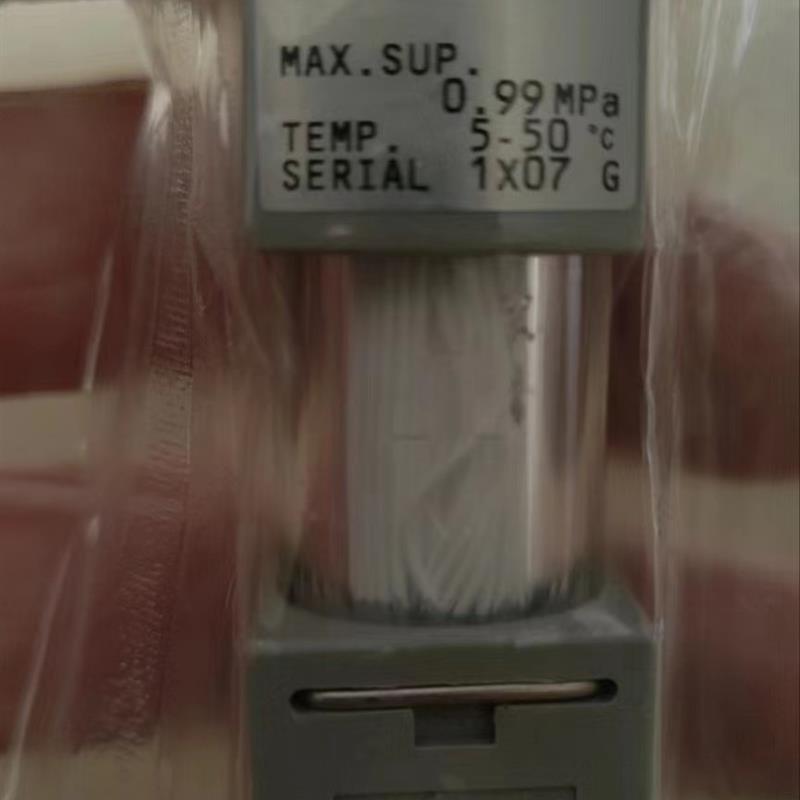 MAX.SUP.
0.99MPa
TEMP. 5-50 °C
SERIAL 1X07 G